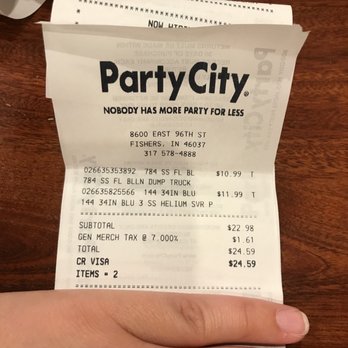 NOW HIRI
PartyCity
NOBODY HAS MORE PARTY FOR LESS
8600 EAST 96TH ST
FISHERS, IN 46037
317 578-4888
026635353892 784 SS FL BL $10.99 T
784 SS FL BLLN DUMP TRUCK
026635825566 144 34IN BLU $11.99 T
144 34IN BLU 3 SS HELIUM SVR P
SUBTOTAL $22.98
GEN MERCH TAX @ 7.000% $1.61
TOTAL $24.59
CR VISA $24.59
ITEMS = 2